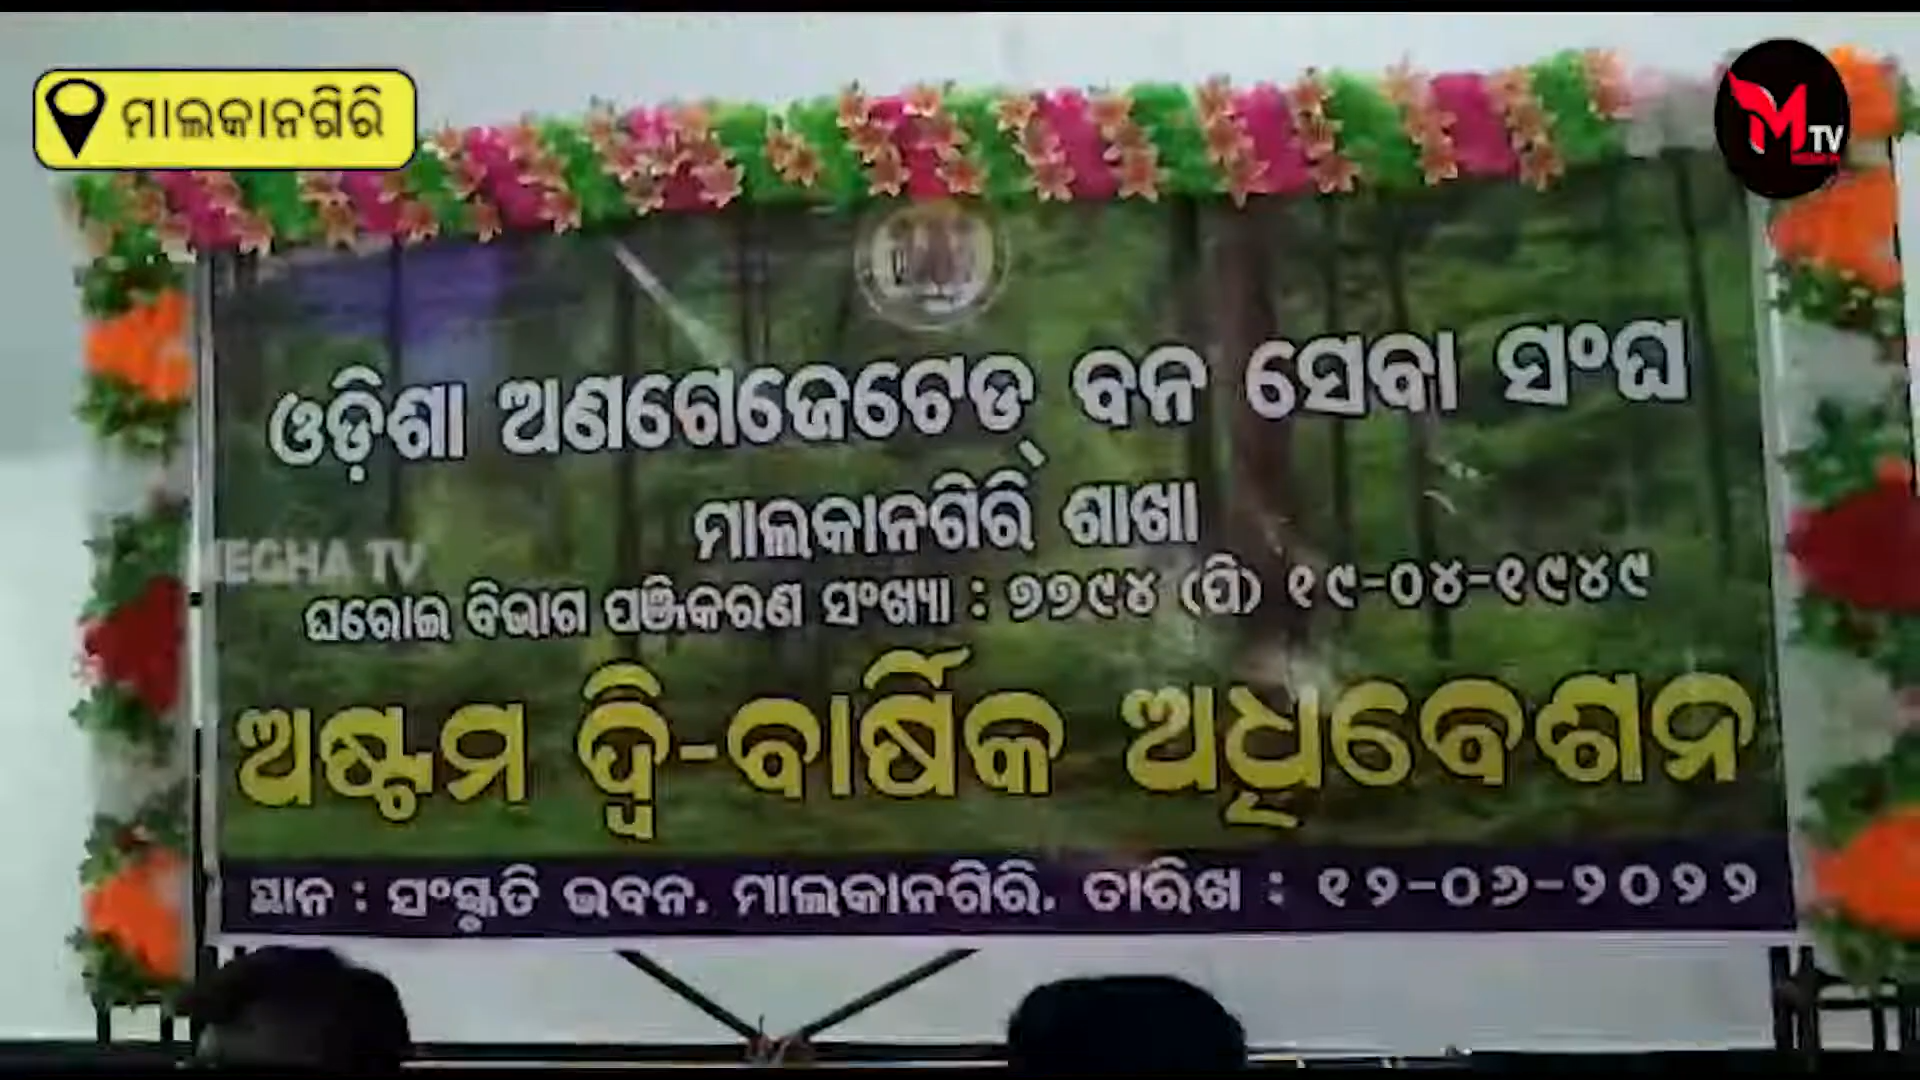 ମାଲକାନଗିରି
MTV
ଓଡ଼ିଶା ଅଣଗେଜେଟେଡ୍ ବନ ସେବା ସଂଘ
ମାଲକାନଗିରି ଶାଖା
MEGHA TV
ଘରୋଇ ବିଭାଗ ପଞ୍ଜିକରଣ ସଂଖ୍ୟା : ୭୭୯୪ (ପି) ୧୯-୦୪-୧୯୪୯
ଅଷ୍ଟମ ଦ୍ଵି-ବାର୍ଷିକ ଅଧିବେଶନ
ସ୍ଥାନ : ସଂସ୍କୃତି ଭବନ, ମାଲକାନଗିରି, ତାରିଖ : ୧୨-୦୬-୨୦୨୨